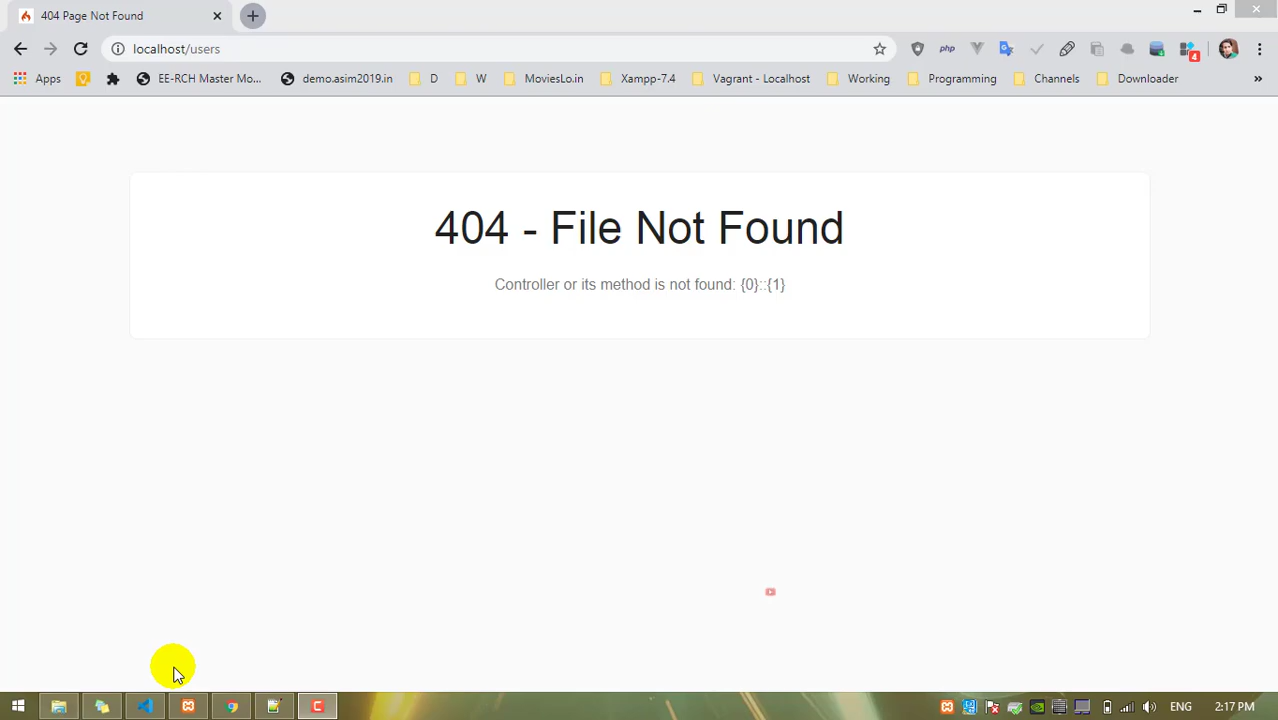 404 Page Not Found
localhost/users
php
4
Apps
EE-RCH Master Mo...
demo.asim2019.in
D
W
MoviesLo.in
Xampp-7.4
Vagrant - Localhost
Working
Programming
Channels
Downloader
»
404 - File Not Found
Controller or its method is not found: {0}::{1}
ENG
2:17 PM